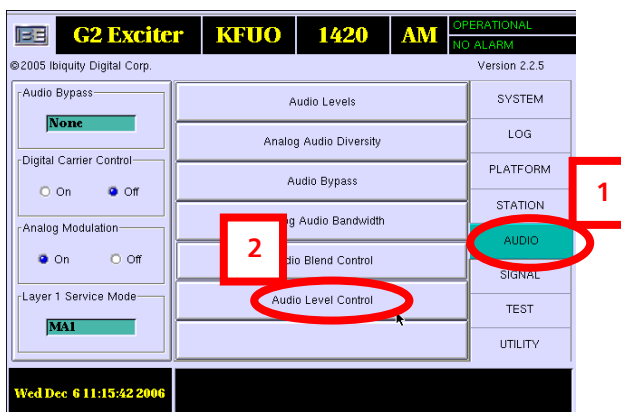 G2 Exciter KFUO 1420 AM OPERATIONAL
NO ALARM
©2005 Ibiquity Digital Corp. Version 2.2.5
Audio Bypass
None
Digital Carrier Control
On Off
Analog Modulation
On Off
Layer 1 Service Mode
MA1
Audio Levels
Analog Audio Diversity
Audio Bypass
Audio Bandwidth
2
Blend Control
Audio Level Control
SYSTEM
LOG
PLATFORM
1
STATION
AUDIO
SIGNAL
TEST
UTILITY
Wed Dec 6 11:15:42 2006